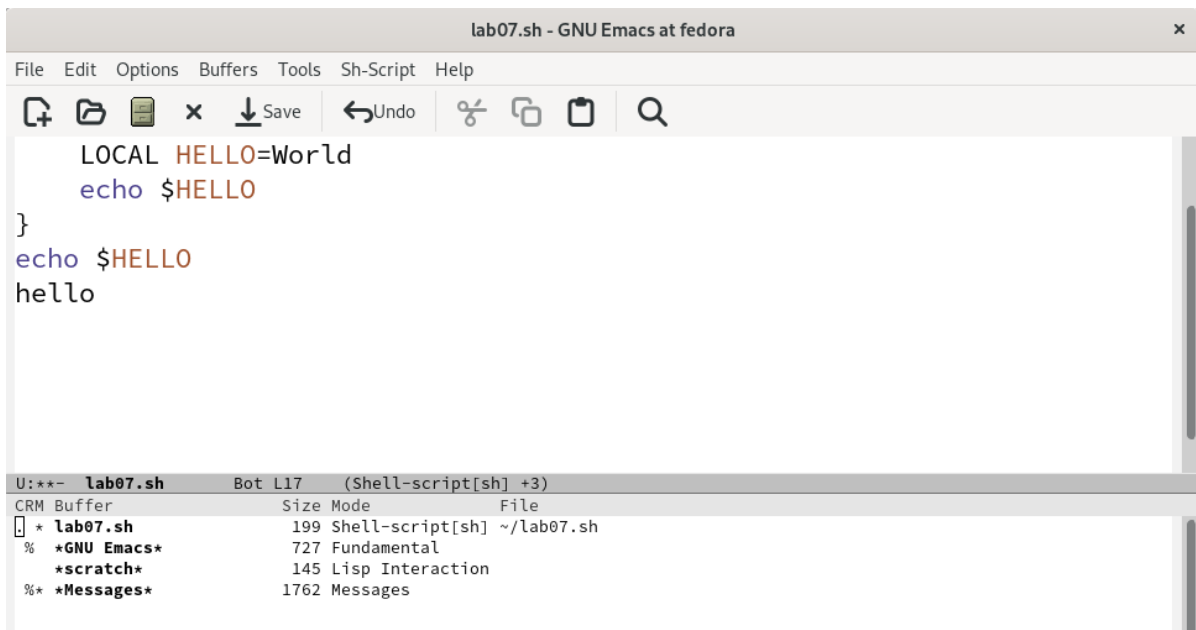 lab07.sh - GNU Emacs at fedora
File Edit Options Buffers Tools Sh-Script Help
Save Undo
LOCAL HELLO=World
echo $HELLO
}
echo $HELLO
hello
U:**- lab07.sh Bot L17 (Shell-script[sh] +3)
CRM Buffer Size Mode File
. * lab07.sh 199 Shell-script[sh] ~/lab07.sh
% *GNU Emacs* 727 Fundamental
*scratch* 145 Lisp Interaction
%* *Messages* 1762 Messages